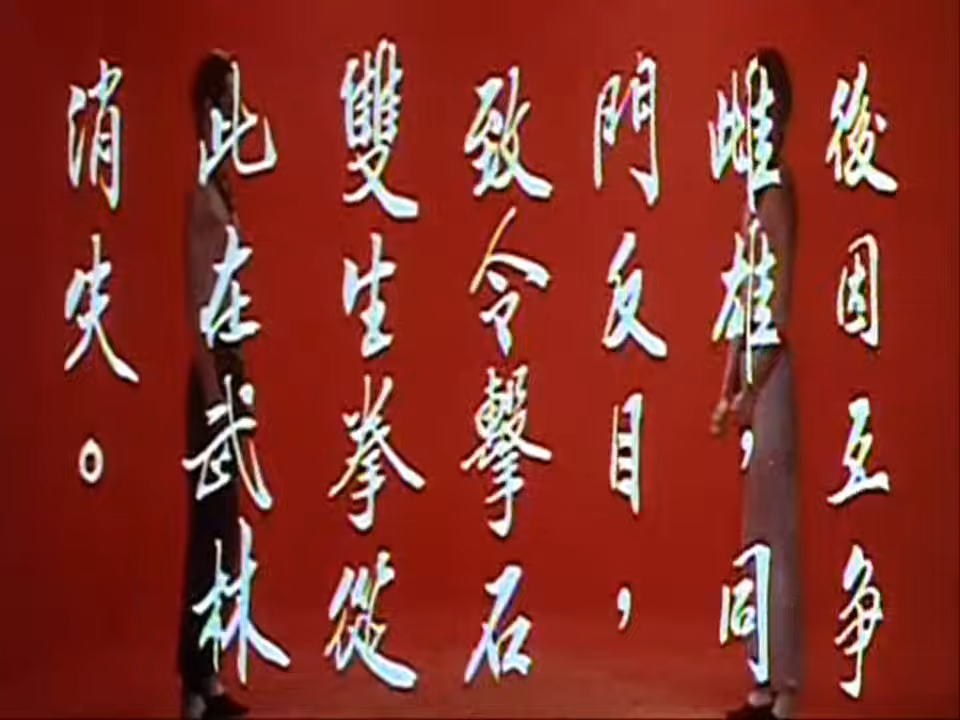 後因互争
雌雄，同
門反目，
致令擊石
雙生拳從
此在武林
消失。